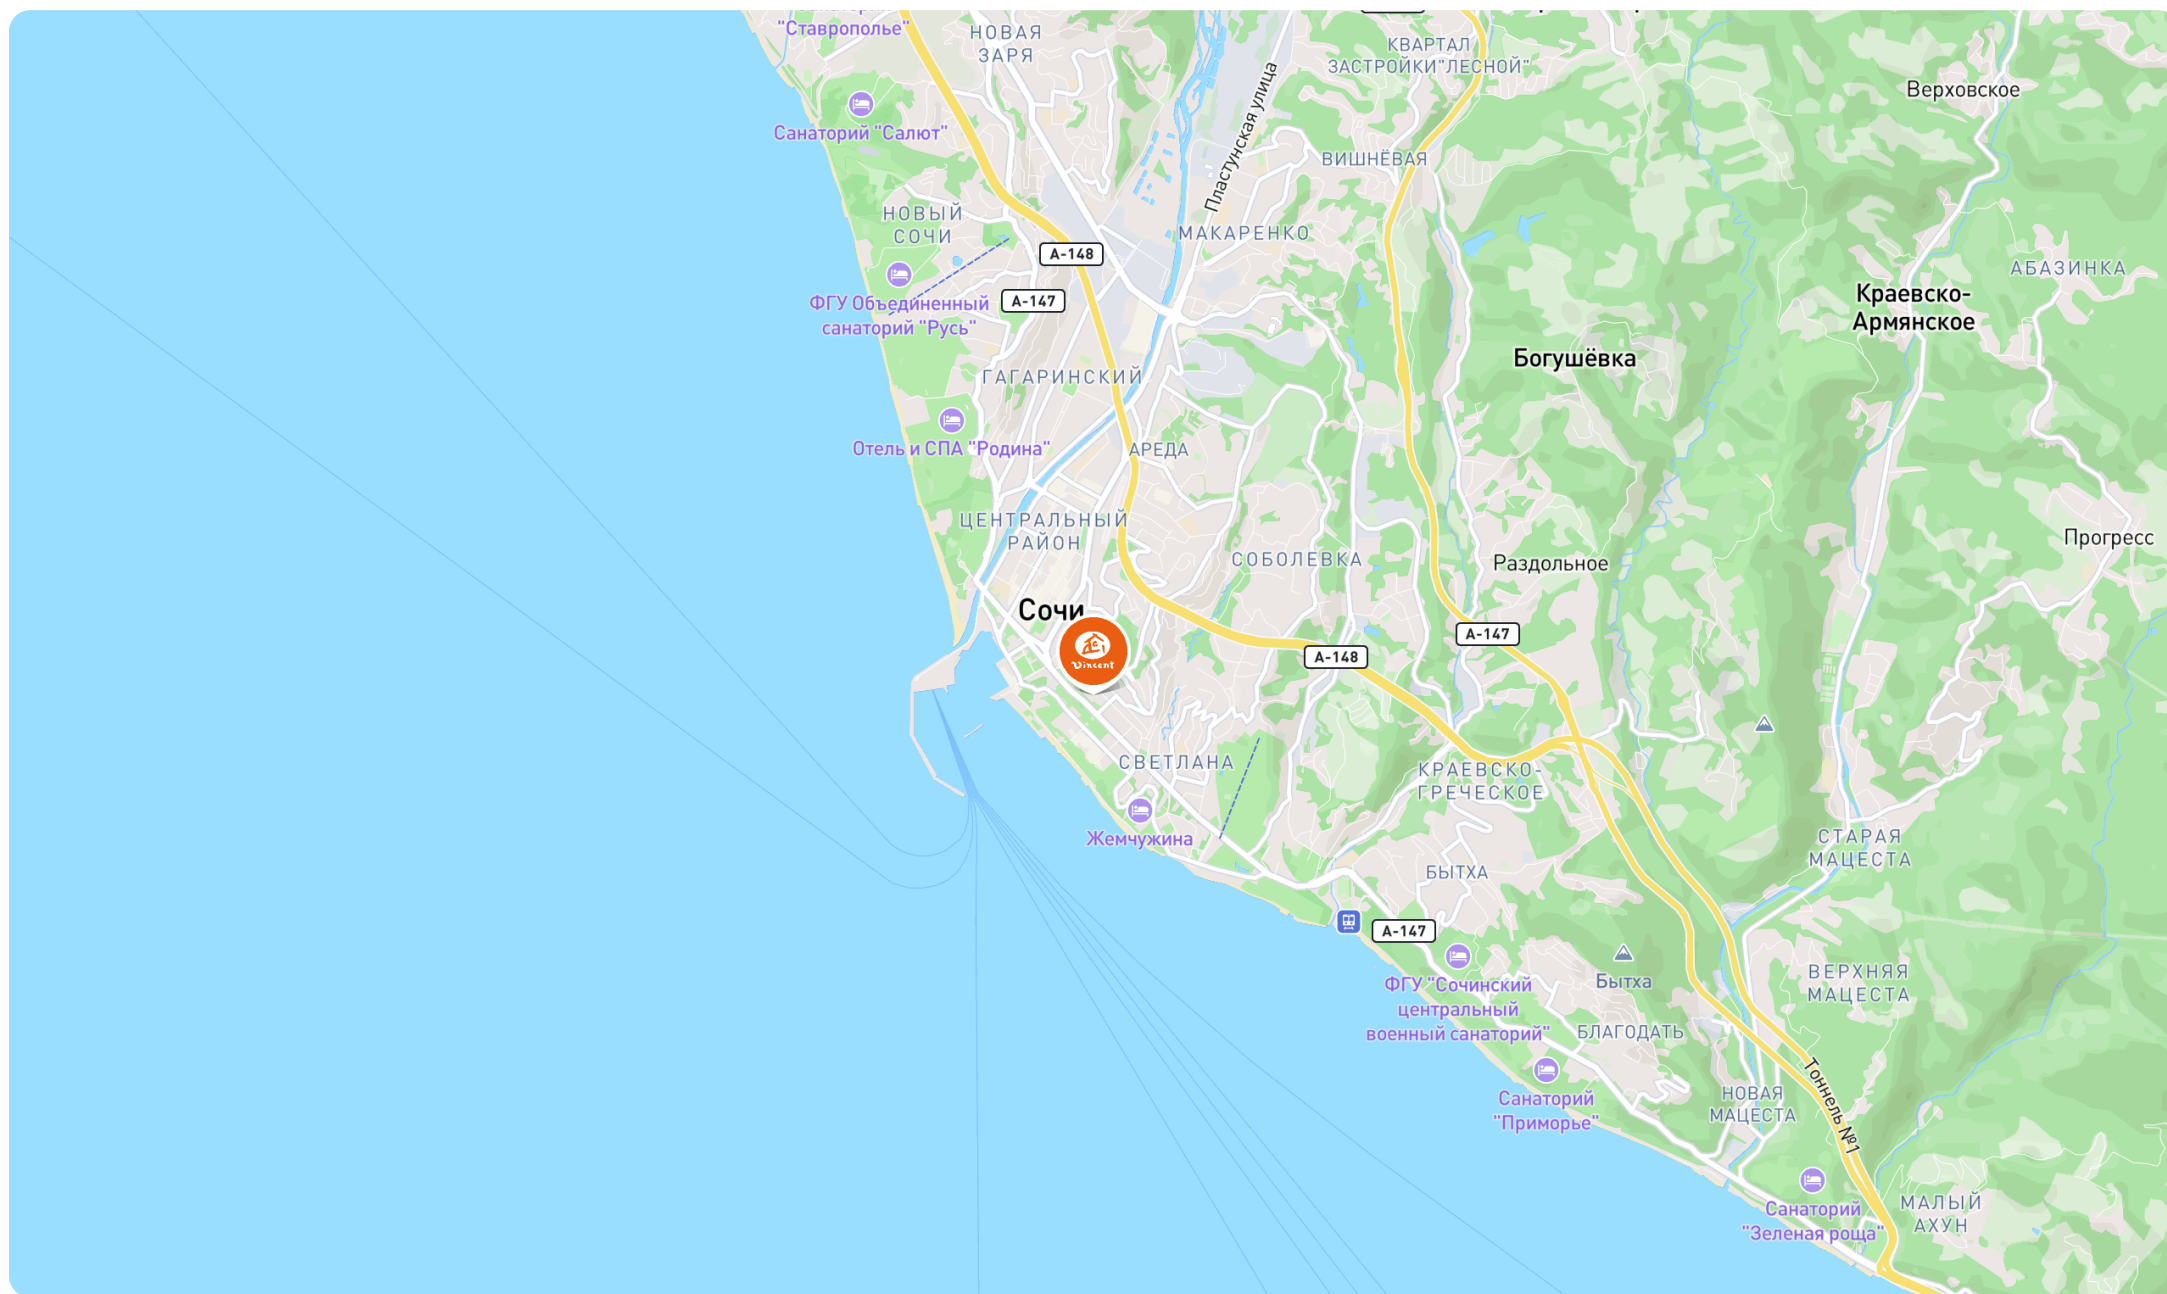 Санаторий
"Ставрополье"
НОВАЯ
ЗАРЯ
КВАРТАЛ
ЗАСТРОЙКИ"ЛЕСНОЙ"
Верховское
Санаторий "Салют"
Пластунская улица
ВИШНЁВАЯ
НОВЫЙ
СОЧИ
МАКАРЕНКО
А-148
АБАЗИНКА
А-147
ФГУ Объединенный
санаторий "Русь"
Краевско-
Армянское
Богушёвка
ГАГАРИНСКИЙ
Отель и СПА "Родина"
АРЕДА
ЦЕНТРАЛЬНЫЙ
РАЙОН
Прогресс
СОБОЛЕВКА
Раздольное
Сочи
Vincent
А-147
А-148
СВЕТЛАНА
КРАЕВСКО-
ГРЕЧЕСКОЕ
Жемчужина
СТАРАЯ
МАЦЕСТА
БЫТХА
А-147
ФГУ "Сочинский
центральный
военный санаторий"
Бытха
ВЕРХНЯЯ
МАЦЕСТА
БЛАГОДАТЬ
Санаторий
"Приморье"
НОВАЯ
МАЦЕСТА
Тоннель №1
Санаторий
"Зеленая роща"
МАЛЫЙ
АХУН